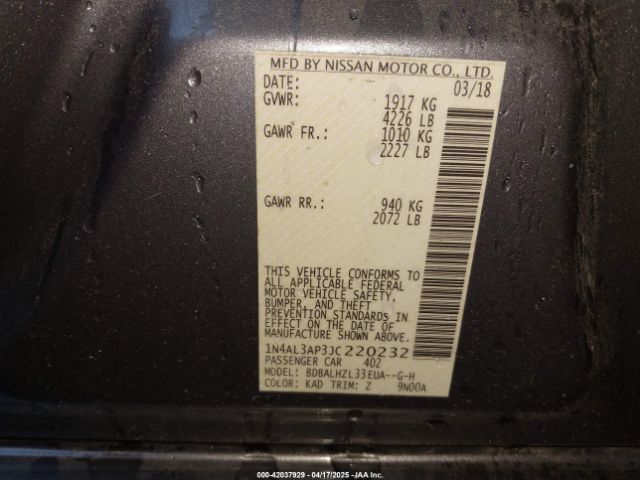 MFD BY NISSAN MOTOR CO., LTD.
DATE: 03/18
GVWR: 1917 KG
4226 LB
GAWR FR.: 1010 KG
2227 LB
GAWR RR.: 940 KG
2072 LB
THIS VEHICLE CONFORMS TO
ALL APPLICABLE FEDERAL
MOTOR VEHICLE SAFETY,
BUMPER, AND THEFT
PREVENTION STANDARDS IN
EFFECT ON THE DATE OF
MANUFACTURE SHOWN ABOVE.
1N4AL3AP3JC220232
PASSENGER CAR 402
MODEL: BDBALHZL33EUA--G-H
COLOR: KAD TRIM: Z 9N00A
000-42037929 - 04/17/2025 - IAA Inc.